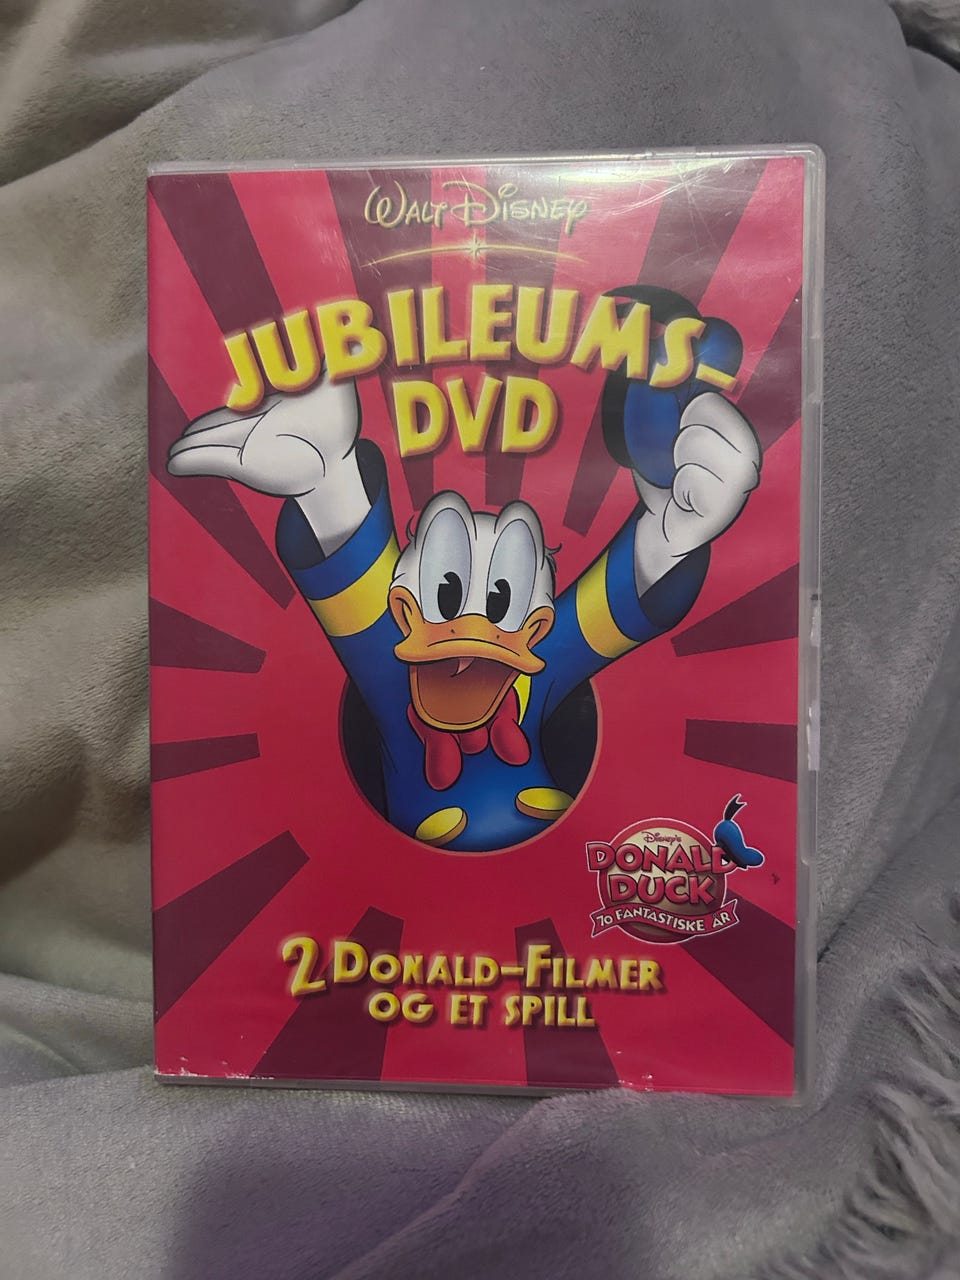 WALT DISNEY
JUBILEUMS-
DVD
DISNEY'S
DONALD
DUCK
70 FANTASTISKE ÅR
2 DONALD-FILMER
OG ET SPILL